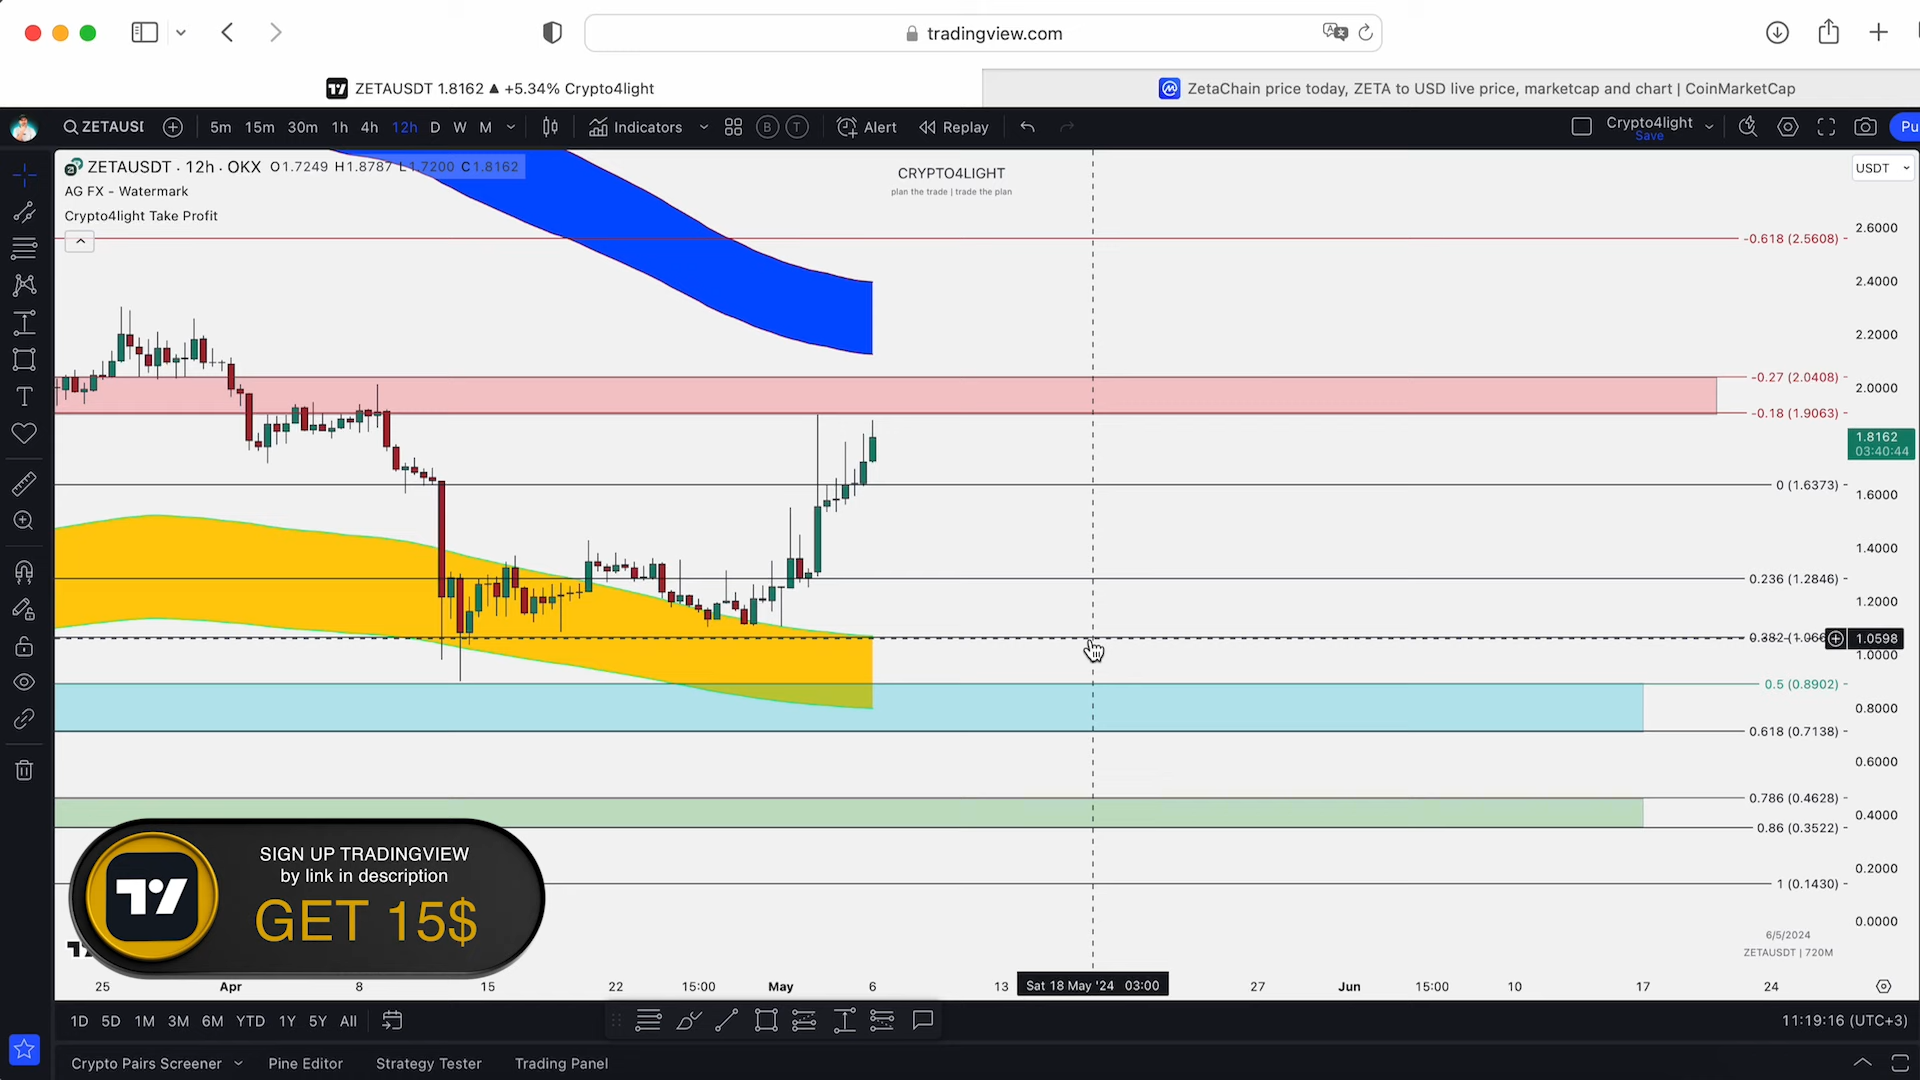 tradingview.com
ZETAUSDT 1.8162 ▲ +5.34% Crypto4light
ZetaChain price today, ZETA to USD live price, marketcap and chart | CoinMarketCap
ZETAUSI 5m 15m 30m 1h 4h 12h D W M Indicators B T Alert Replay Crypto4light Save Pu
ZETAUSDT · 12h · OKX O1.7249 H1.8787 L1.7200 C1.8162
AG FX - Watermark
Crypto4light Take Profit
CRYPTO4LIGHT
plan the trade | trade the plan
USDT
2.6000
-0.618 (2.5608)
2.4000
2.2000
-0.27 (2.0408)
2.0000
-0.18 (1.9063)
1.8162
03:40:44
0 (1.6373)
1.6000
1.4000
0.236 (1.2846)
1.2000
1.0598
1.0000
0.5 (0.8902)
0.8000
0.618 (0.7138)
0.6000
0.786 (0.4628)
0.4000
0.86 (0.3522)
0.2000
1 (0.1430)
0.0000
SIGN UP TRADINGVIEW
by link in description
GET 15$
6/5/2024
ZETAUSDT | 720M
25 Apr 8 15 22 15:00 May 6 13 Sat 18 May '24 03:00 27 Jun 15:00 10 17 24
1D 5D 1M 3M 6M YTD 1Y 5Y All
11:19:16 (UTC+3)
Crypto Pairs Screener Pine Editor Strategy Tester Trading Panel